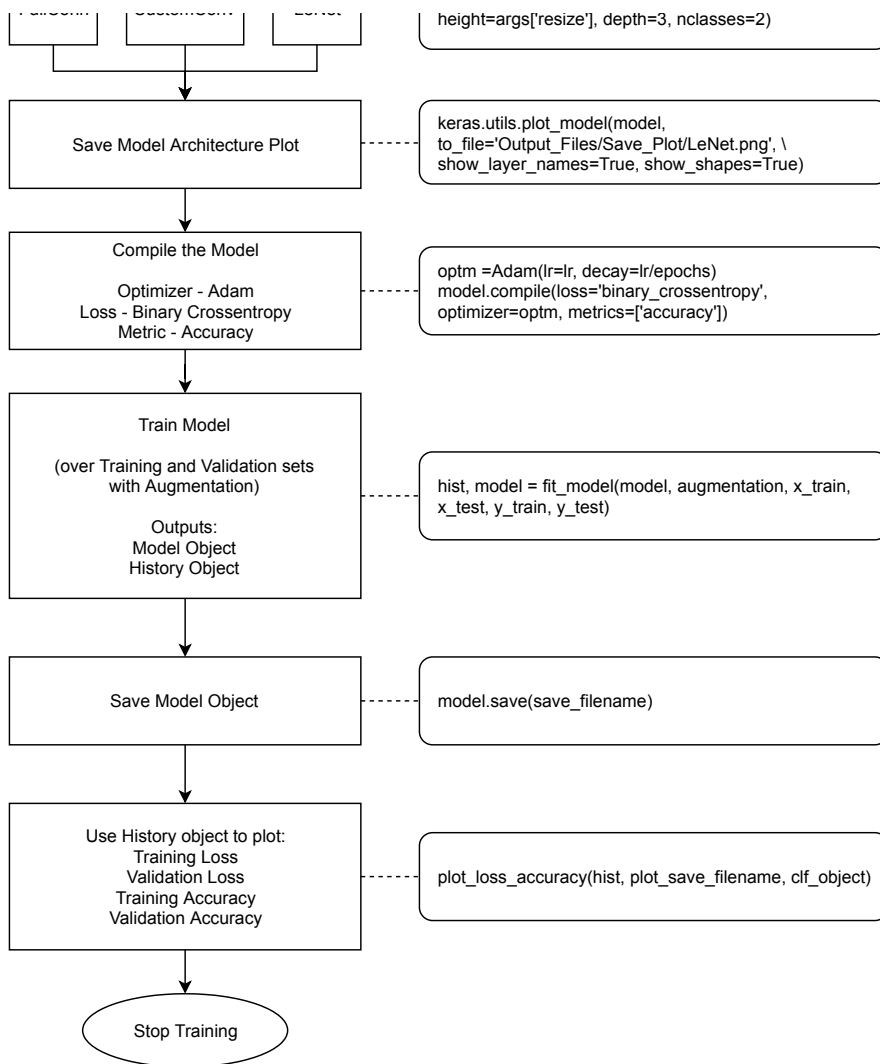 height=args['resize'], depth=3, nclasses=2)
Save Model Architecture Plot
keras.utils.plot_model(model,
to_file='Output_Files/Save_Plot/LeNet.png', \
show_layer_names=True, show_shapes=True)
Compile the Model
Optimizer - Adam
Loss - Binary Crossentropy
Metric - Accuracy
optm =Adam(lr=lr, decay=lr/epochs)
model.compile(loss='binary_crossentropy',
optimizer=optm, metrics=['accuracy'])
Train Model
(over Training and Validation sets
with Augmentation)
Outputs:
Model Object
History Object
hist, model = fit_model(model, augmentation, x_train,
x_test, y_train, y_test)
Save Model Object
model.save(save_filename)
Use History object to plot:
Training Loss
Validation Loss
Training Accuracy
Validation Accuracy
plot_loss_accuracy(hist, plot_save_filename, clf_object)
Stop Training